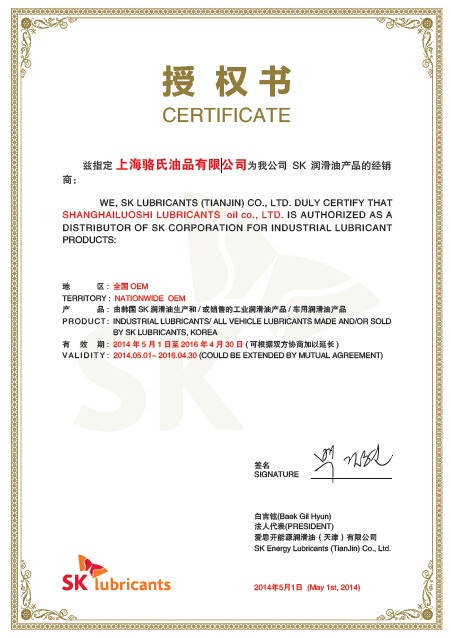 授 权 书
CERTIFICATE
兹指定 上海骆氏油品有限公司为我公司 SK 润滑油产品的经销
商：
WE, SK LUBRICANTS (TIANJIN) CO., LTD. DULY CERTIFY THAT
SHANGHAILUOSHI LUBRICANTS oil co., LTD. IS AUTHORIZED AS A
DISTRIBUTOR OF SK CORPORATION FOR INDUSTRIAL LUBRICANT
PRODUCTS:
地 区：全国 OEM
TERRITORY : NATIONWIDE OEM
产 品：由韩国 SK 润滑油生产和 / 或销售的工业润滑油产品 / 车用润滑油产品
PRODUCT : INDUSTRIAL LUBRICANTS/ ALL VEHICLE LUBRICANTS MADE AND/OR SOLD
BY SK LUBRICANTS, KOREA
有 效 期：2014 年 5 月 1 日至 2016 年 4 月 30 日 ( 可根据双方协商加以延长 )
VALIDITY : 2014.05.01– 2016.04.30 (COULD BE EXTENDED BY MUTUAL AGREEMENT)
SK
签名
SIGNATURE
白吉弦(Baek Gil Hyun)
法人代表(PRESIDENT)
爱思开能源润滑油（天津）有限公司
SK Energy Lubricants (TianJin) Co., Ltd.
SK lubricants
2014年5月1日 (May 1st, 2014)